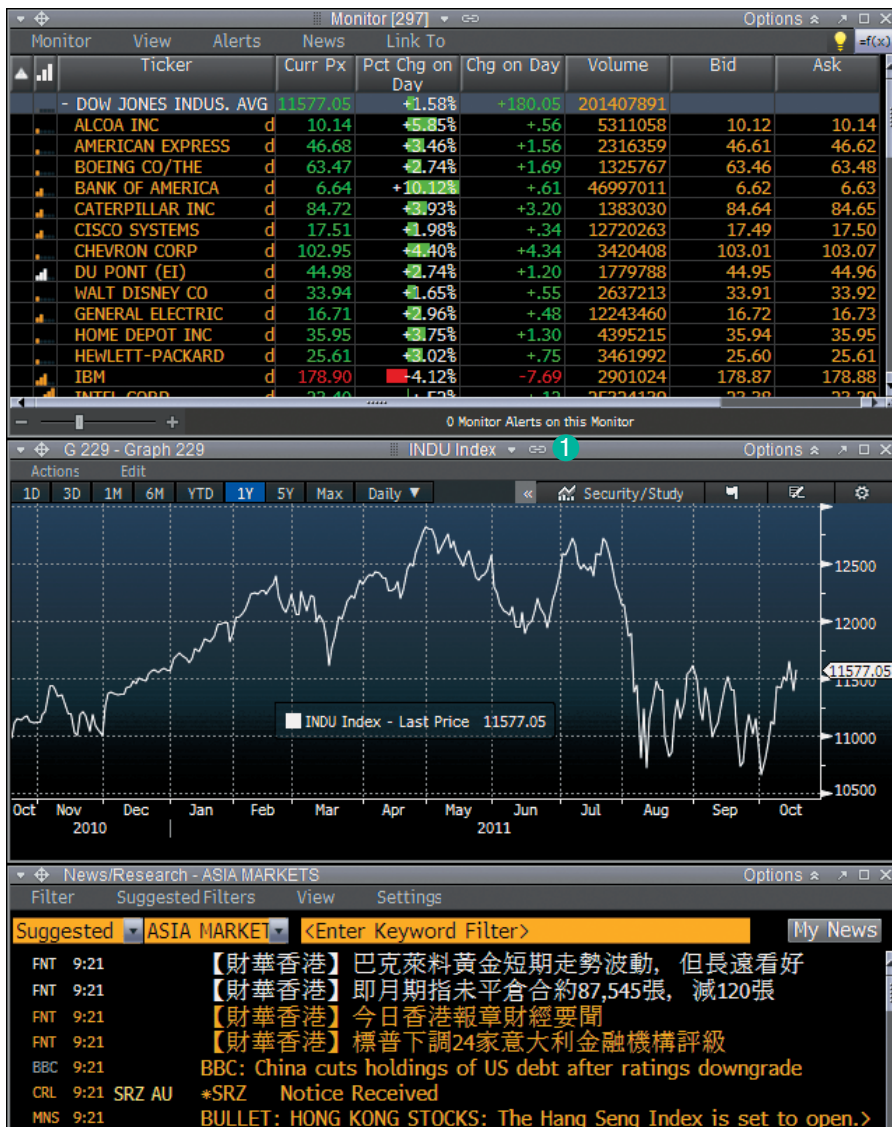 Monitor [297] Options
Monitor View Alerts News Link To =f(x)
Ticker Curr Px Pct Chg on Day Chg on Day Volume Bid Ask
- DOW JONES INDUS. AVG 11577.05 +1.58% +180.05 201407891
ALCOA INC d 10.14 +5.85% +.56 5311058 10.12 10.14
AMERICAN EXPRESS d 46.68 +3.46% +1.56 2316359 46.61 46.62
BOEING CO/THE d 63.47 +2.74% +1.69 1325767 63.46 63.48
BANK OF AMERICA d 6.64 +10.12% +.61 46997011 6.62 6.63
CATERPILLAR INC d 84.72 +3.93% +3.20 1383030 84.64 84.65
CISCO SYSTEMS d 17.51 +1.98% +.34 12720263 17.49 17.50
CHEVRON CORP d 102.95 +4.40% +4.34 3420408 103.01 103.07
DU PONT (EI) d 44.98 +2.74% +1.20 1779788 44.95 44.96
WALT DISNEY CO d 33.94 +1.65% +.55 2637213 33.91 33.92
GENERAL ELECTRIC d 16.71 +2.96% +.48 12243460 16.72 16.73
HOME DEPOT INC d 35.95 +3.75% +1.30 4395215 35.94 35.95
HEWLETT-PACKARD d 25.61 +3.02% +.75 3461992 25.60 25.61
IBM d 178.90 -4.12% -7.69 2901024 178.87 178.88
INTEL CORP d
0 Monitor Alerts on this Monitor
G 229 - Graph 229 INDU Index 1 Options
Actions Edit
1D 3D 1M 6M YTD 1Y 5Y Max Daily ▼ « Security/Study
12500
12000
11577.05
11500
INDU Index - Last Price 11577.05
11000
10500
Oct Nov Dec Jan Feb Mar Apr May Jun Jul Aug Sep Oct
2010 2011
News/Research - ASIA MARKETS Options
Filter Suggested Filters View Settings
Suggested ASIA MARKET <Enter Keyword Filter> My News
FNT 9:21 【財華香港】巴克萊料黃金短期走勢波動，但長遠看好
FNT 9:21 【財華香港】即月期指未平倉合約87,545張，減120張
FNT 9:21 【財華香港】今日香港報章財經要聞
FNT 9:21 【財華香港】標普下調24家意大利金融機構評級
BBC 9:21 BBC: China cuts holdings of US debt after ratings downgrade
CRL 9:21 SRZ AU *SRZ Notice Received
MNS 9:21 BULLET: HONG KONG STOCKS: The Hang Seng Index is set to open.>